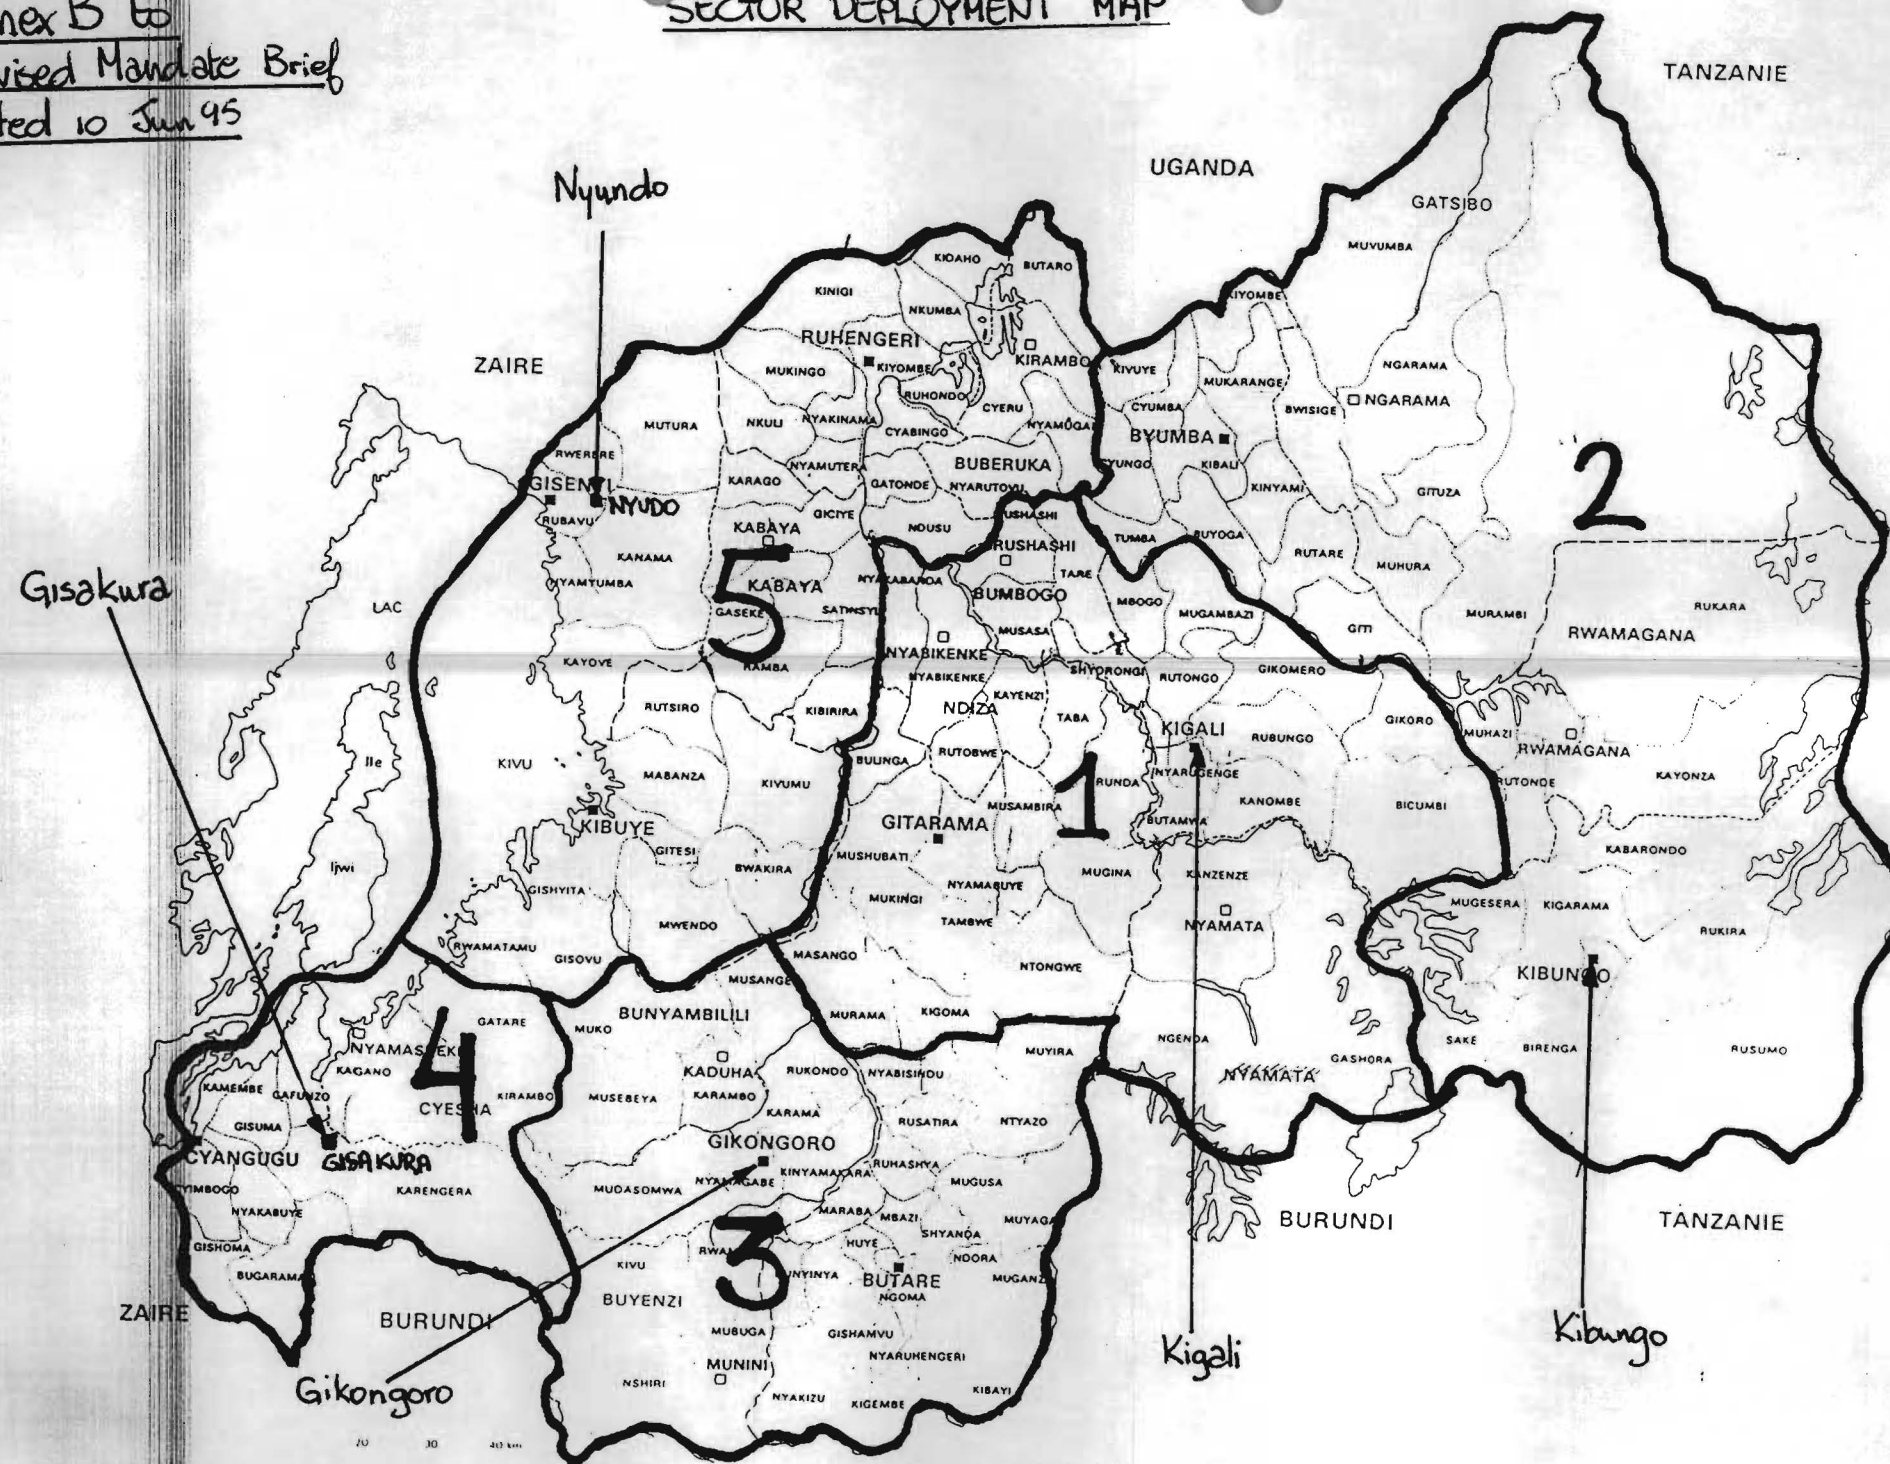 nex B to
vised Mandate Brief
ted 10 Jun 95
SECTOR DEPLOYMENT MAP
TANZANIE
UGANDA
Nyundo
GATSIBO
MUVUMBA
KIDAHO
BUTARO
KINIGI
KIYOMBE
NKUMBA
RUHENGERI
KIRAMBO
ZAIRE
MUKINGO
KIYOMBE
KIVUYE
NGARAMA
MUKARANGE
RUHONDO
CYERU
CYUMBA
BWISIGE
NGARAMA
MUTURA
NKULI
NYAKINAMA
CYABINGO
NYAMUGA
BYUMBA
RWERERE
NYAMUTERA
BUBERUKA
YUNGO
KIBALI
2
GISENYI
KARAGO
GATONDE
NYARUTOVU
KINYAMI
GITUZA
NYUDO
RUBAVU
GICIYE
NDUSU
RUSHASHI
KABAYA
TUMBA
BUYOGA
KANAMA
RUSHASHI
RUTARE
MUHURA
Gisakura
NYAMYUMBA
5
KABAYA
NYAKABANDA
TARE
BUMBOGO
LAC
GASEKE
SATINSYI
MBOGO
MUGAMBAZI
MURAMBI
RUKARA
MUSASA
GITI
RWAMAGANA
NYABIKENKE
KAYOVE
RAMBA
NYABIKENKE
SHYORONGI
RUTONGO
GIKOMERO
KAYENZI
RUTSIRO
KIBIRIRA
NDIZA
TABA
KIGALI
GIKORO
MUHAZI
RUBUNGO
RWAMAGANA
KIVU
Ile
BULINGA
RUTOBWE
MABANZA
KIVUMU
1
RUNDA
NYARUGENGE
RUTONDE
KAYONZA
KANOMBE
BICUMBI
MUSAMBIRA
KIBUYE
GITARAMA
BUTAMWA
GITESI
MUSHUBATI
KABARONDO
Ijwi
BWAKIRA
MUGINA
KANZENZE
GISHYITA
NYAMABUYE
MUKINGI
MUGESERA
KIGARAMA
MWENDO
TAMBWE
NYAMATA
RUKIRA
RWAMATAMU
GISOVU
MASANGO
NTONGWE
KIBUNGO
MUSANGE
BUNYAMBILILI
MURAMA
KIGOMA
GATARE
MUKO
NGENDA
SAKE
BIRENGA
RUSUMO
4
MUYIRA
GASHORA
KAGANO
KADUHA
RUKONDO
NYABISINDU
NYAMATA
KAMEMBE
GAFUNZO
CYESHA
KIRAMBO
MUSEBEYA
KARAMBO
KARAMA
RUSATIRA
NTYAZO
GISUMA
GIKONGORO
CYANGUGU
GISAKURA
KINYAMAKARA
RUHASHYA
CYIMBOGO
KARENGERA
MUDASOMWA
NYAMAGABE
MUGUSA
NYAKABUYE
3
MARABA
MBAZI
MUYAGA
BURUNDI
TANZANIE
SHYANDA
GISHOMA
HUYE
NDORA
KIVU
BUGARAMA
BUTARE
MUGANZ
BUYENZI
NGOMA
ZAIRE
BURUNDI
MUBUGA
GISHAMVU
Kibungo
Kigali
NYARUHENGERI
MUNINI
NSHIRI
Gikongoro
NYAKIZU
KIGEMBE
KIBAYI